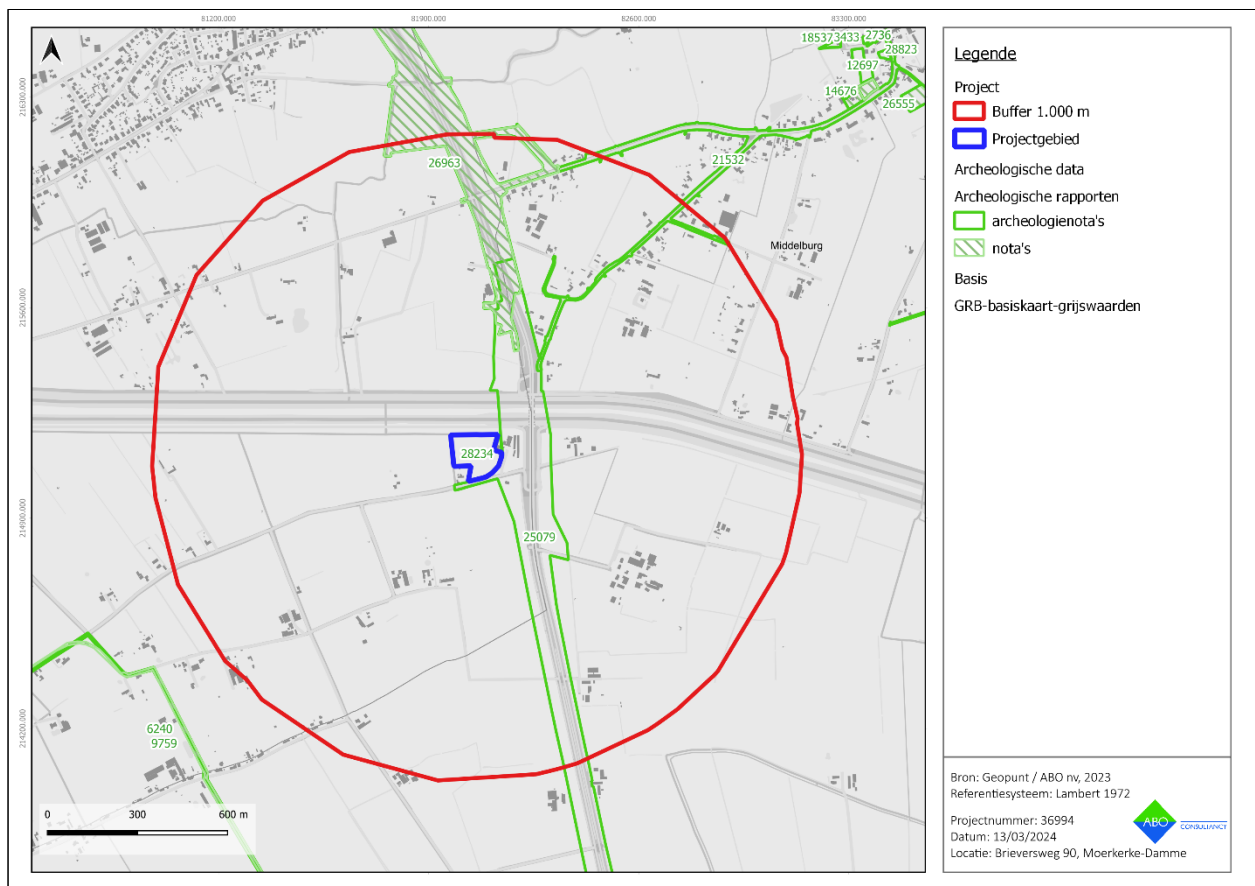 81200.000
81900.000
82600.000
83300.000
216300.000
215600.000
214900.000
214200.000
185373433
2736
28823
12697
14676
26555
26963
21532
Middelburg
28234
25079
6240
9759
0 300 600 m
Legende
Project
Buffer 1.000 m
Projectgebied
Archeologische data
Archeologische rapporten
archeologienota's
nota's
Basis
GRB-basiskaart-grijswaarden
Bron: Geopunt / ABO nv, 2023
Referentiesysteem: Lambert 1972
Projectnummer: 36994
Datum: 13/03/2024
Locatie: Brieversweg 90, Moerkerke-Damme
ABO CONSULTANCY